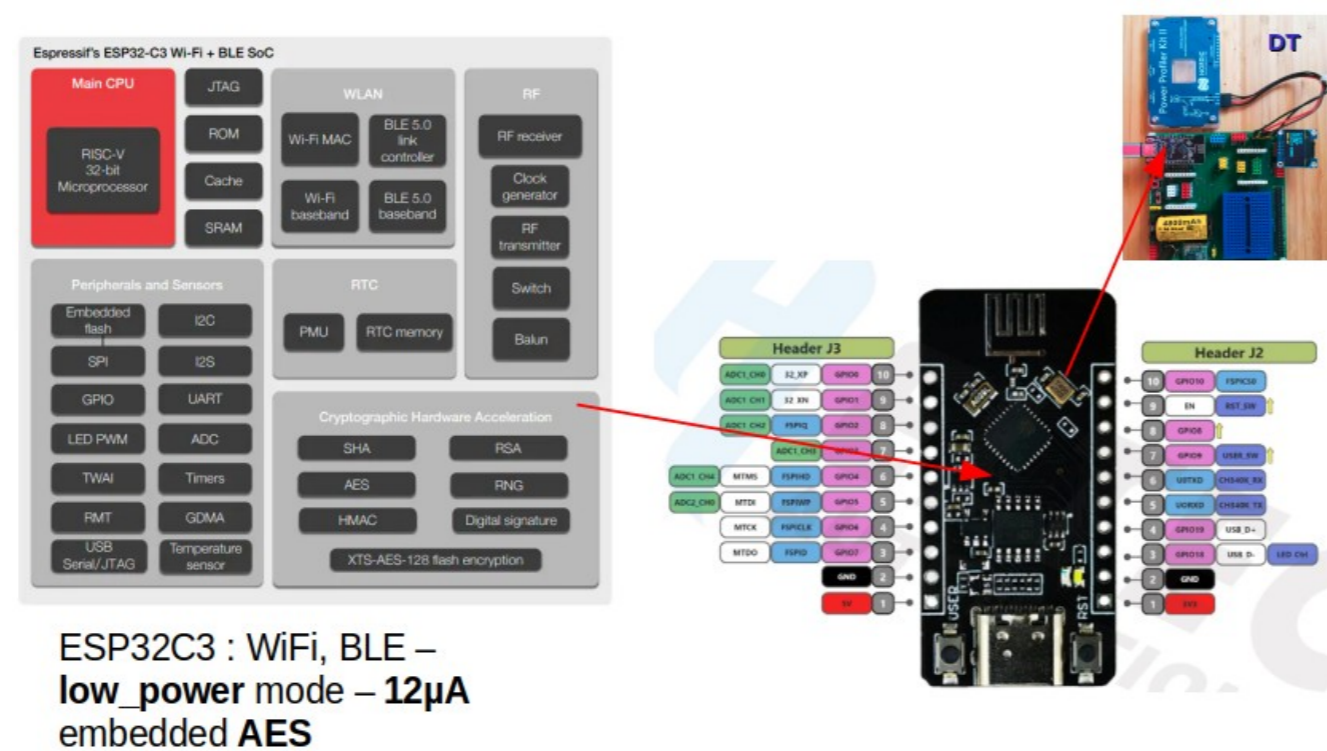 Espressif's ESP32-C3 Wi-Fi + BLE SoC
Main CPU
RISC-V
32-bit
Microprocessor
JTAG
ROM
Cache
SRAM
WLAN
Wi-Fi MAC
BLE 5.0
link
controller
Wi-Fi
baseband
BLE 5.0
baseband
RF
RF receiver
Clock
generator
RF
transmitter
Switch
Balun
Peripherals and Sensors
Embedded
flash
I2C
SPI
I2S
GPIO
UART
LED PWM
ADC
TWAI
Timers
RMT
GDMA
USB
Serial/JTAG
Temperature
sensor
RTC
PMU
RTC memory
Cryptographic Hardware Acceleration
SHA
RSA
AES
RNG
HMAC
Digital signature
XTS-AES-128 flash encryption
ESP32C3 : WiFi, BLE –
low_power mode – 12µA
embedded AES
DT
Power Profiler Kit II
Header J3
ADC1_CH0 32_XP GPIO0 10
ADC1_CH1 32_XN GPIO1 9
ADC1_CH2 FSPIQ GPIO2 8
ADC1_CH3 7
ADC1_CH4 MTMS FSPIHD GPIO4 6
ADC2_CH0 MTDI FSPIWP GPIO5 5
MTCK FSPICLK GPIO6 4
MTDO FSPID GPIO7 3
GND 2
5V 1
Header J2
10 GPIO10 FSPICS0
9 EN RST_SW
8 GPIO8
7 GPIO9 USER_SW
6 U0TXD CH340K_RX
5 U0RXD CH340K_TX
4 GPIO19 USB_D+
3 GPIO18 USB_D- LED Ctrl
2 GND
1 3V3
USER
RST